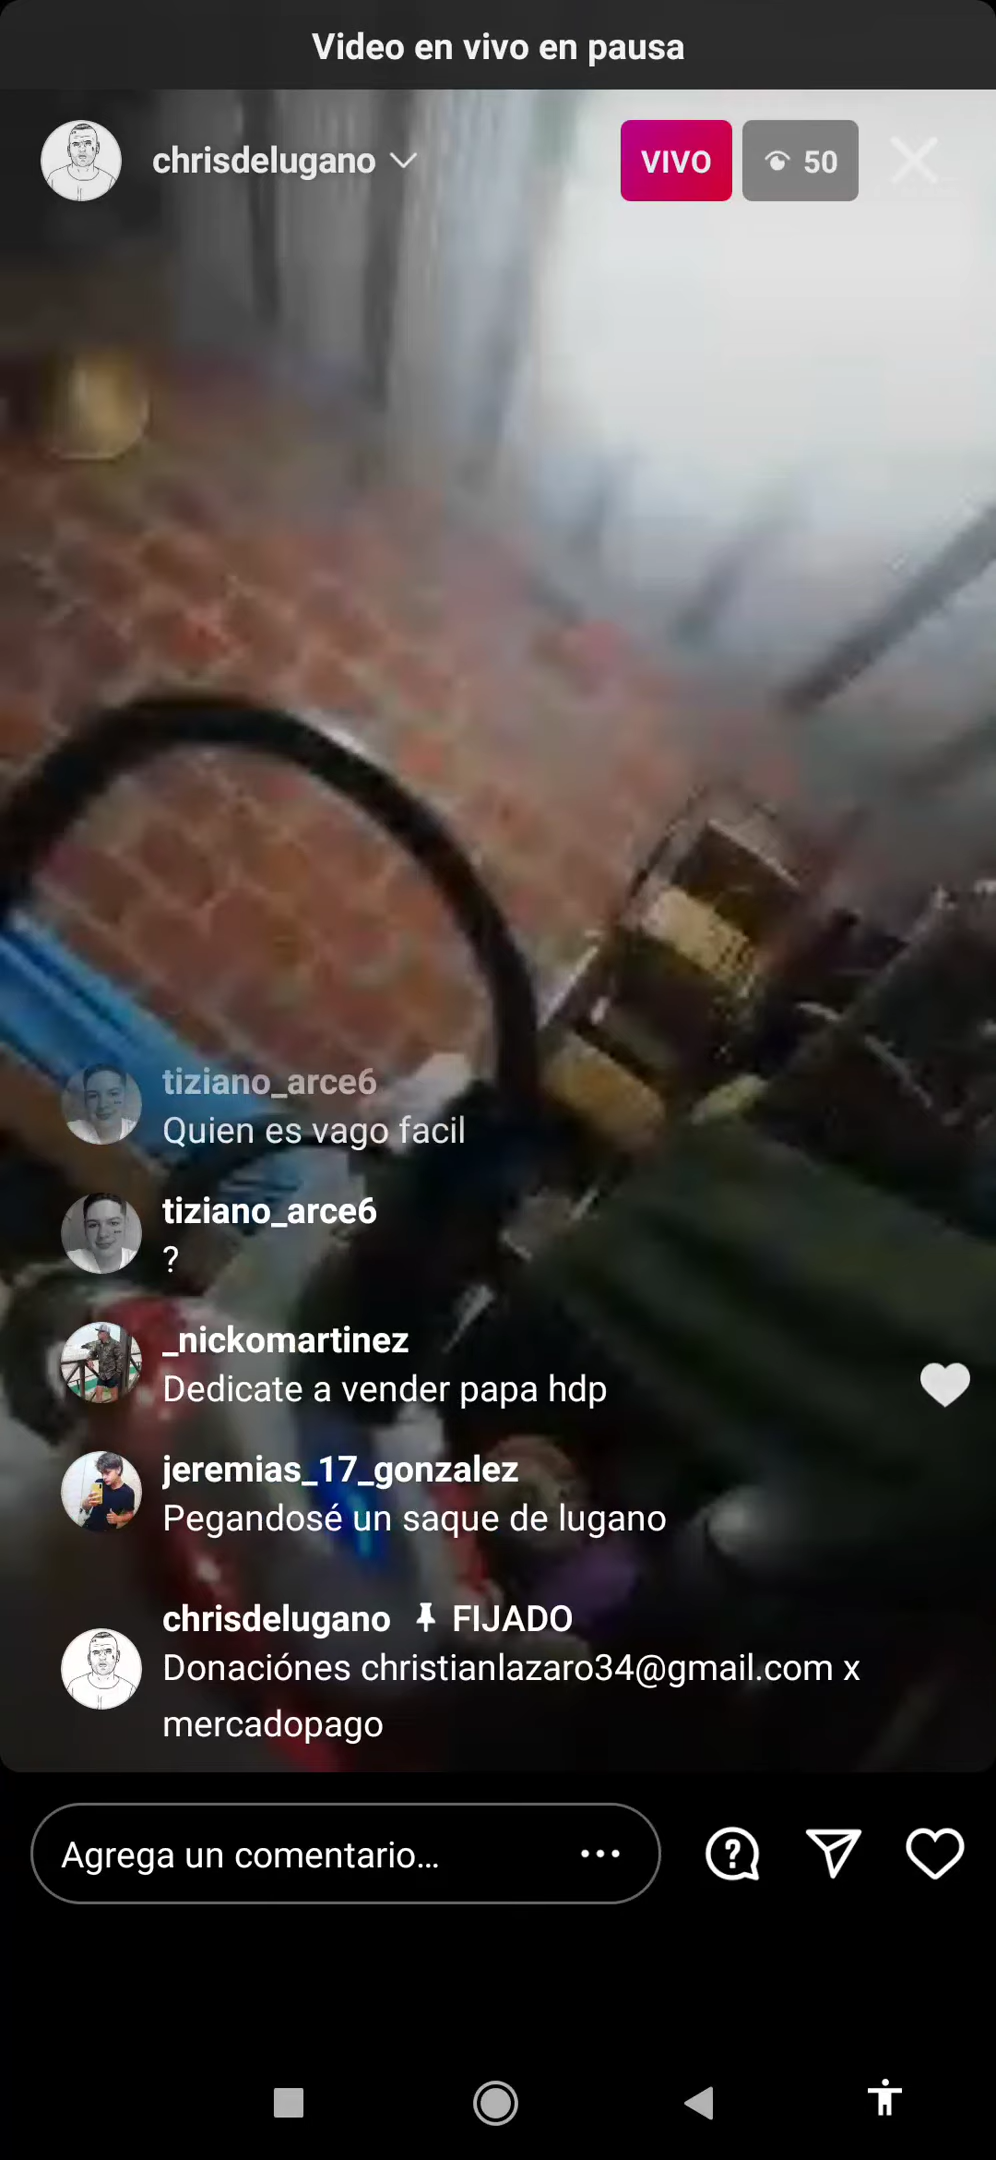 Video en vivo en pausa
chrisdelugano
VIVO
50
tiziano_arce6
Quien es vago facil
tiziano_arce6
?
_nickomartinez
Dedicate a vender papa hdp
jeremias_17_gonzalez
Pegandosé un saque de lugano
chrisdelugano FIJADO
Donaciónes christianlazaro34@gmail.com x
mercadopago
Agrega un comentario...